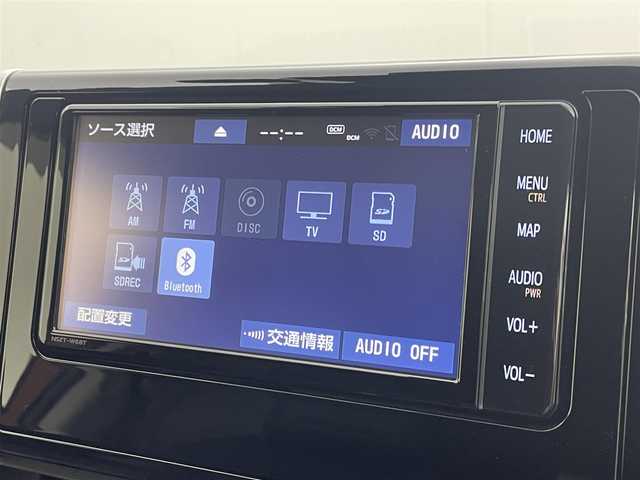 ソース選択 --:-- DCM DCM AUDIO
AM FM DISC TV SD
SDREC Bluetooth
配置変更 交通情報 AUDIO OFF
NSZT-W68T
HOME
MENU
CTRL
MAP
AUDIO
PWR
VOL+
VOL-